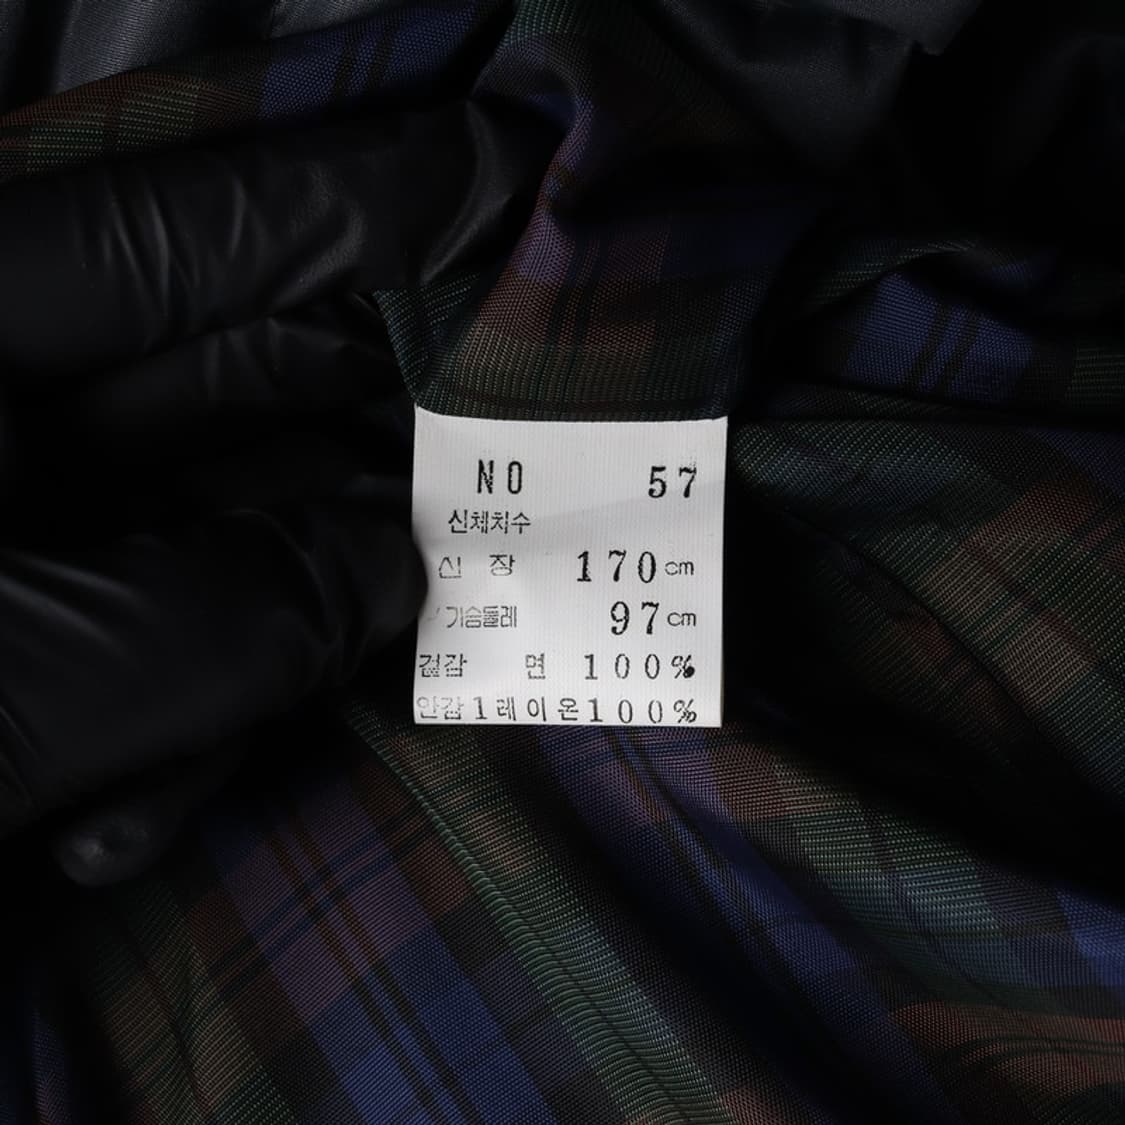 NO 57
신체치수
신 장 170cm
가슴둘레 97cm
겉감 면 100%
안감1레이온100%